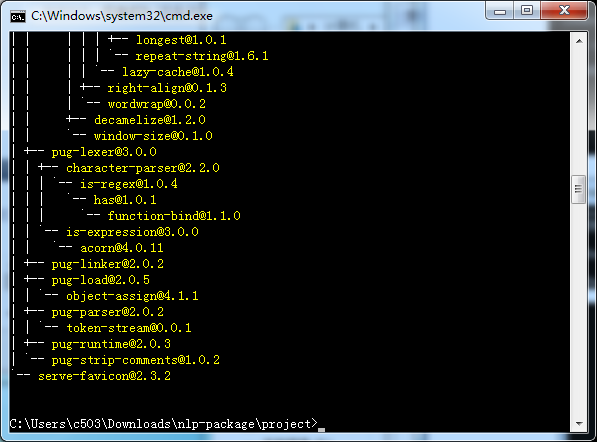 C:\Windows\system32\cmd.exe
| | | | | +-- longest@1.0.1
| | | | | `-- repeat-string@1.6.1
| | | | `-- lazy-cache@1.0.4
| | | +-- right-align@0.1.3
| | | `-- wordwrap@0.0.2
| | +-- decamelize@1.2.0
| | `-- window-size@0.1.0
| +-- pug-lexer@3.0.0
| | +-- character-parser@2.2.0
| | | `-- is-regex@1.0.4
| | | `-- has@1.0.1
| | | `-- function-bind@1.1.0
| | `-- is-expression@3.0.0
| | `-- acorn@4.0.11
| +-- pug-linker@2.0.2
| +-- pug-load@2.0.5
| | `-- object-assign@4.1.1
| +-- pug-parser@2.0.2
| | `-- token-stream@0.0.1
| +-- pug-runtime@2.0.3
| `-- pug-strip-comments@1.0.2
`-- serve-favicon@2.3.2
C:\Users\c503\Downloads\nlp-package\project>_